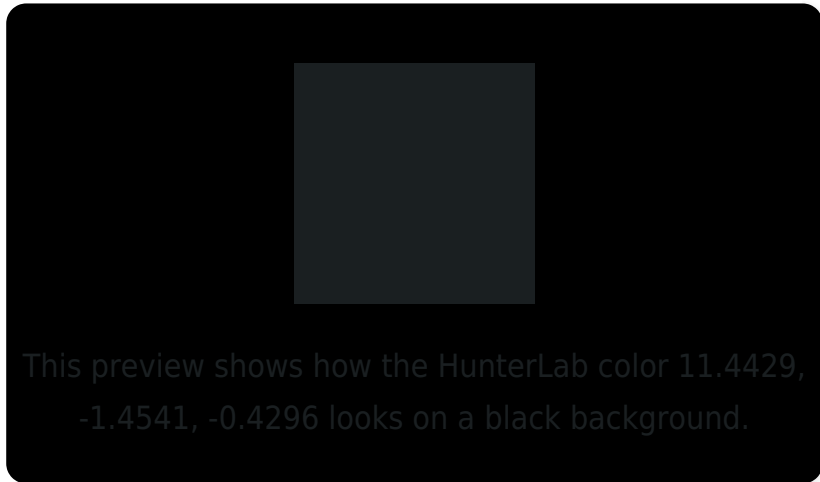 This preview shows how the HunterLab color 11.4429,
-1.4541, -0.4296 looks on a black background.